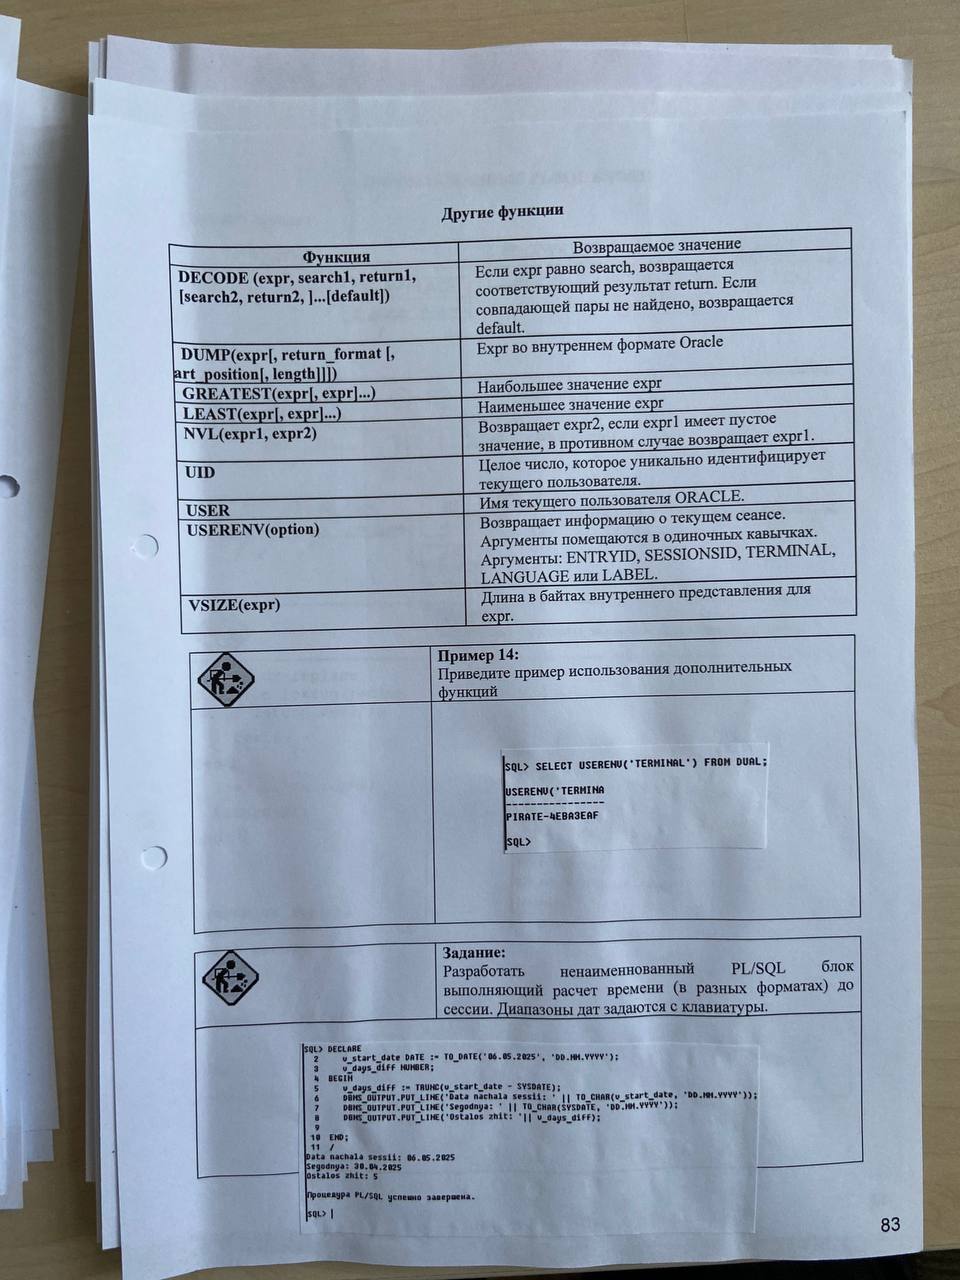 Другие функции
Функция
Возвращаемое значение
DECODE (expr, search1, return1,
[search2, return2, ]...[default])
Если expr равно search, возвращается
соответствующий результат return. Если
совпадающей пары не найдено, возвращается
default.
DUMP(expr[, return_format [,
art_position[, length]]])
Expr во внутреннем формате Oracle
GREATEST(expr[, expr]...)
Наибольшее значение expr
LEAST(expr[, expr]...)
Наименьшее значение expr
NVL(expr1, expr2)
Возвращает expr2, если expr1 имеет пустое
значение, в противном случае возвращает expr1.
UID
Целое число, которое уникально идентифицирует
текущего пользователя.
USER
Имя текущего пользователя ORACLE.
USERENV(option)
Возвращает информацию о текущем сеансе.
Аргументы помещаются в одиночных кавычках.
Аргументы: ENTRYID, SESSIONSID, TERMINAL,
LANGUAGE или LABEL.
VSIZE(expr)
Длина в байтах внутреннего представления для
expr.
Пример 14:
Приведите пример использования дополнительных
функций
SQL> SELECT USERENV('TERMINAL') FROM DUAL;
USERENV('TERMINA
----------------
PIRATE-4EBA3EAF
SQL>
Задание:
Разработать ненаименнованный PL/SQL блок
выполняющий расчет времени (в разных форматах) до
сессии. Диапазоны дат задаются с клавиатуры.
SQL> DECLARE
2 v_start_date DATE := TO_DATE('06.05.2025', 'DD.MM.YYYY');
3 v_days_diff NUMBER;
4 BEGIN
5 v_days_diff := TRUNC(v_start_date - SYSDATE);
6 DBMS_OUTPUT.PUT_LINE('Data nachala sessii: ' || TO_CHAR(v_start_date, 'DD.MM.YYYY'));
7 DBMS_OUTPUT.PUT_LINE('Segodnya: ' || TO_CHAR(SYSDATE, 'DD.MM.YYYY'));
8 DBMS_OUTPUT.PUT_LINE('Ostalos zhit: '|| v_days_diff);
9
10 END;
11 /
Data nachala sessii: 06.05.2025
Segodnya: 30.04.2025
Ostalos zhit: 5
Процедура PL/SQL успешно завершена.
SQL> |
83